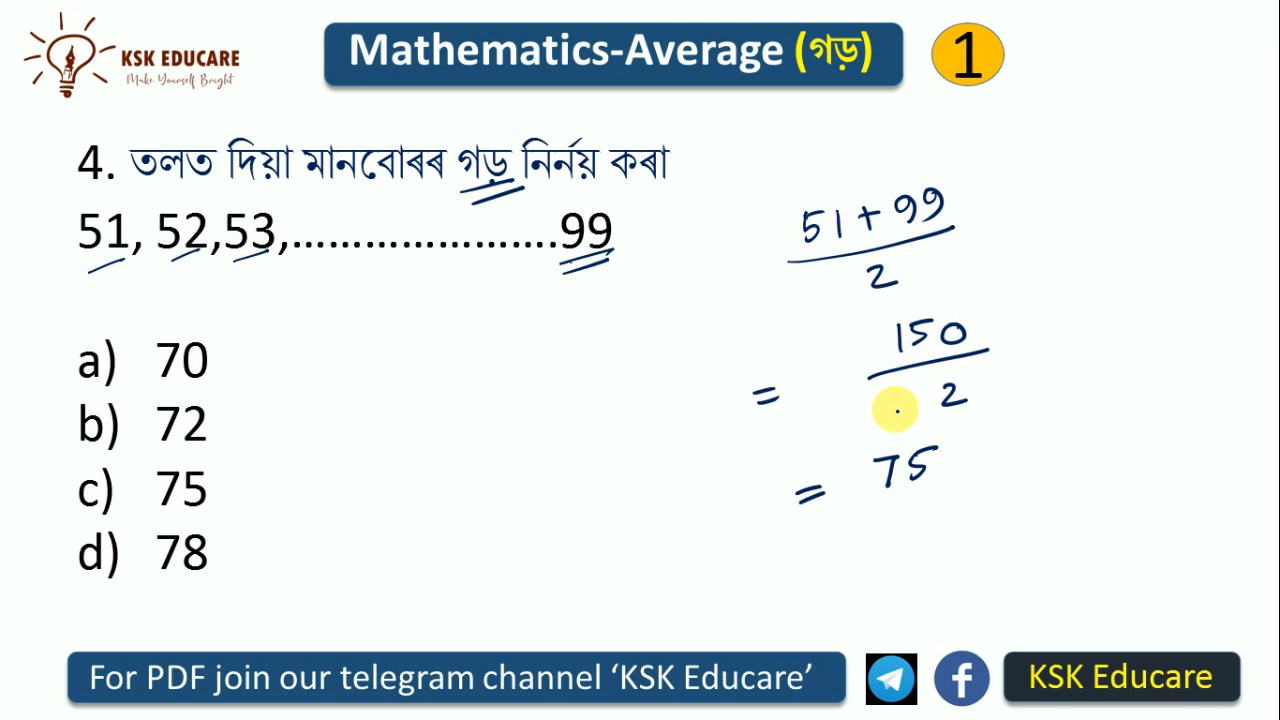 KSK EDUCARE
Make Yourself Bright
Mathematics-Average (গড়)
1
4. তলত দিয়া মানবোৰৰ গড় নিৰ্নয় কৰা
51, 52,53,……………………99
a) 70
b) 72
c) 75
d) 78
51 + 99
2
= 150
2
= 75
For PDF join our telegram channel ‘KSK Educare’
KSK Educare